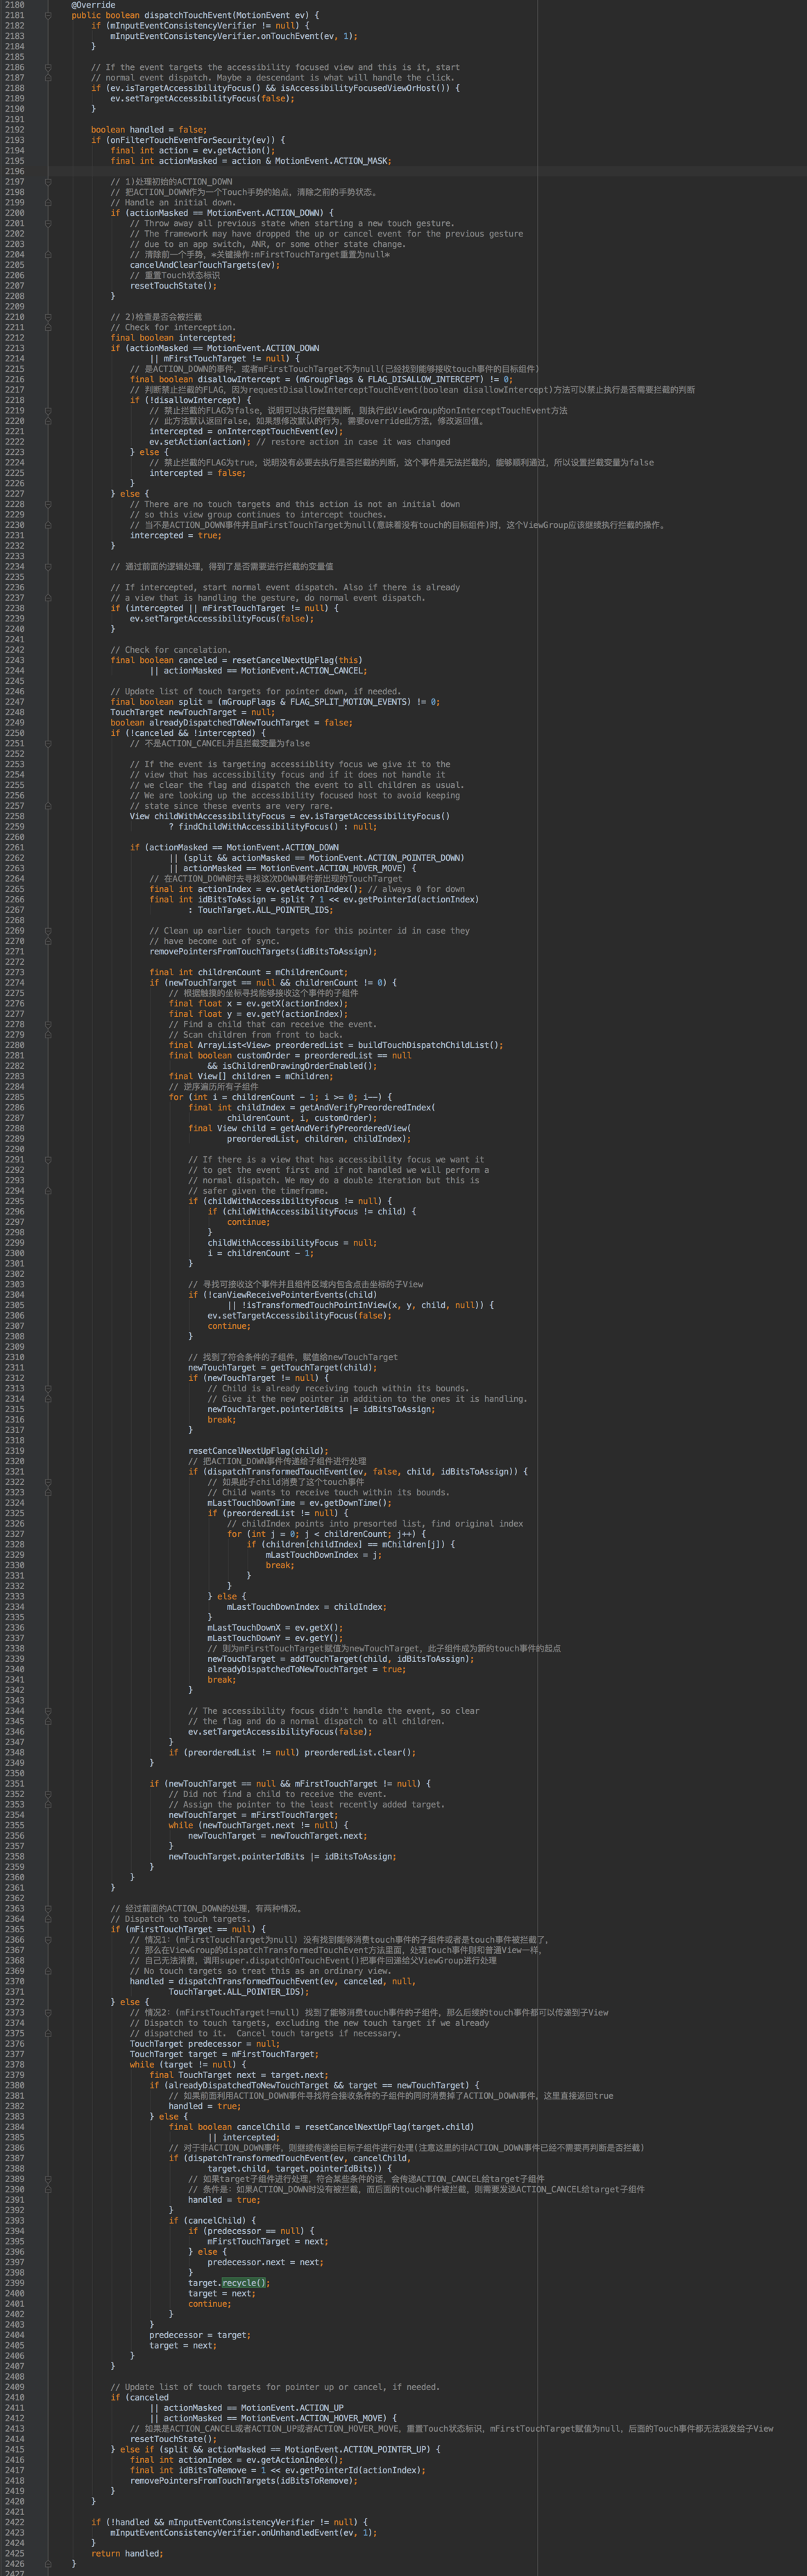 2180 @Override
2181 public boolean dispatchTouchEvent(MotionEvent ev) {
2182 if (mInputEventConsistencyVerifier != null) {
2183 mInputEventConsistencyVerifier.onTouchEvent(ev, 1);
2184 }
2185
2186 // If the event targets the accessibility focused view and this is it, start
2187 // normal event dispatch. Maybe a descendant is what will handle the click.
2188 if (ev.isTargetAccessibilityFocus() && isAccessibilityFocusedViewOrHost()) {
2189 ev.setTargetAccessibilityFocus(false);
2190 }
2191
2192 boolean handled = false;
2193 if (onFilterTouchEventForSecurity(ev)) {
2194 final int action = ev.getAction();
2195 final int actionMasked = action & MotionEvent.ACTION_MASK;
2196
2197 // 1)处理初始的ACTION_DOWN
2198 // 把ACTION_DOWN作为一个Touch手势的始点，清除之前的手势状态。
2199 // Handle an initial down.
2200 if (actionMasked == MotionEvent.ACTION_DOWN) {
2201 // Throw away all previous state when starting a new touch gesture.
2202 // The framework may have dropped the up or cancel event for the previous gesture
2203 // due to an app switch, ANR, or some other state change.
2204 // 清除前一个手势，*关键操作:mFirstTouchTarget重置为null*
2205 cancelAndClearTouchTargets(ev);
2206 // 重置Touch状态标识
2207 resetTouchState();
2208 }
2209
2210 // 2)检查是否会被拦截
2211 // Check for interception.
2212 final boolean intercepted;
2213 if (actionMasked == MotionEvent.ACTION_DOWN
2214 || mFirstTouchTarget != null) {
2215 // 是ACTION_DOWN的事件，或者mFirstTouchTarget不为null(已经找到能够接收touch事件的目标组件)
2216 final boolean disallowIntercept = (mGroupFlags & FLAG_DISALLOW_INTERCEPT) != 0;
2217 // 判断禁止拦截的FLAG，因为requestDisallowInterceptTouchEvent(boolean disallowIntercept)方法可以禁止执行是否需要拦截的判断
2218 if (!disallowIntercept) {
2219 // 禁止拦截的FLAG为false，说明可以执行拦截判断，则执行此ViewGroup的onInterceptTouchEvent方法
2220 // 此方法默认返回false，如果想修改默认的行为，需要override此方法，修改返回值。
2221 intercepted = onInterceptTouchEvent(ev);
2222 ev.setAction(action); // restore action in case it was changed
2223 } else {
2224 // 禁止拦截的FLAG为true，说明没有必要去执行是否拦截的判断，这个事件是无法拦截的，能够顺利通过，所以设置拦截变量为false
2225 intercepted = false;
2226 }
2227 } else {
2228 // There are no touch targets and this action is not an initial down
2229 // so this view group continues to intercept touches.
2230 // 当不是ACTION_DOWN事件并且mFirstTouchTarget为null(意味着没有touch的目标组件)时，这个ViewGroup应该继续执行拦截的操作。
2231 intercepted = true;
2232 }
2233
2234 // 通过前面的逻辑处理，得到了是否需要进行拦截的变量值
2235
2236 // If intercepted, start normal event dispatch. Also if there is already
2237 // a view that is handling the gesture, do normal event dispatch.
2238 if (intercepted || mFirstTouchTarget != null) {
2239 ev.setTargetAccessibilityFocus(false);
2240 }
2241
2242 // Check for cancelation.
2243 final boolean canceled = resetCancelNextUpFlag(this)
2244 || actionMasked == MotionEvent.ACTION_CANCEL;
2245
2246 // Update list of touch targets for pointer down, if needed.
2247 final boolean split = (mGroupFlags & FLAG_SPLIT_MOTION_EVENTS) != 0;
2248 TouchTarget newTouchTarget = null;
2249 boolean alreadyDispatchedToNewTouchTarget = false;
2250 if (!canceled && !intercepted) {
2251 // 不是ACTION_CANCEL并且拦截变量为false
2252
2253 // If the event is targeting accessiiblity focus we give it to the
2254 // view that has accessibility focus and if it does not handle it
2255 // we clear the flag and dispatch the event to all children as usual.
2256 // We are looking up the accessibility focused host to avoid keeping
2257 // state since these events are very rare.
2258 View childWithAccessibilityFocus = ev.isTargetAccessibilityFocus()
2259 ? findChildWithAccessibilityFocus() : null;
2260
2261 if (actionMasked == MotionEvent.ACTION_DOWN
2262 || (split && actionMasked == MotionEvent.ACTION_POINTER_DOWN)
2263 || actionMasked == MotionEvent.ACTION_HOVER_MOVE) {
2264 // 在ACTION_DOWN时去寻找这次DOWN事件新出现的TouchTarget
2265 final int actionIndex = ev.getActionIndex(); // always 0 for down
2266 final int idBitsToAssign = split ? 1 << ev.getPointerId(actionIndex)
2267 : TouchTarget.ALL_POINTER_IDS;
2268
2269 // Clean up earlier touch targets for this pointer id in case they
2270 // have become out of sync.
2271 removePointersFromTouchTargets(idBitsToAssign);
2272
2273 final int childrenCount = mChildrenCount;
2274 if (newTouchTarget == null && childrenCount != 0) {
2275 // 根据触摸的坐标寻找能够接收这个事件的子组件
2276 final float x = ev.getX(actionIndex);
2277 final float y = ev.getY(actionIndex);
2278 // Find a child that can receive the event.
2279 // Scan children from front to back.
2280 final ArrayList<View> preorderedList = buildTouchDispatchChildList();
2281 final boolean customOrder = preorderedList == null
2282 && isChildrenDrawingOrderEnabled();
2283 final View[] children = mChildren;
2284 // 逆序遍历所有子组件
2285 for (int i = childrenCount - 1; i >= 0; i--) {
2286 final int childIndex = getAndVerifyPreorderedIndex(
2287 childrenCount, i, customOrder);
2288 final View child = getAndVerifyPreorderedView(
2289 preorderedList, children, childIndex);
2290
2291 // If there is a view that has accessibility focus we want it
2292 // to get the event first and if not handled we will perform a
2293 // normal dispatch. We may do a double iteration but this is
2294 // safer given the timeframe.
2295 if (childWithAccessibilityFocus != null) {
2296 if (childWithAccessibilityFocus != child) {
2297 continue;
2298 }
2299 childWithAccessibilityFocus = null;
2300 i = childrenCount - 1;
2301 }
2302
2303 // 寻找可接收这个事件并且组件区域内包含点击坐标的子View
2304 if (!canViewReceivePointerEvents(child)
2305 || !isTransformedTouchPointInView(x, y, child, null)) {
2306 ev.setTargetAccessibilityFocus(false);
2307 continue;
2308 }
2309
2310 // 找到了符合条件的子组件，赋值给newTouchTarget
2311 newTouchTarget = getTouchTarget(child);
2312 if (newTouchTarget != null) {
2313 // Child is already receiving touch within its bounds.
2314 // Give it the new pointer in addition to the ones it is handling.
2315 newTouchTarget.pointerIdBits |= idBitsToAssign;
2316 break;
2317 }
2318
2319 resetCancelNextUpFlag(child);
2320 // 把ACTION_DOWN事件传递给子组件进行处理
2321 if (dispatchTransformedTouchEvent(ev, false, child, idBitsToAssign)) {
2322 // 如果此子child消费了这个touch事件
2323 // Child wants to receive touch within its bounds.
2324 mLastTouchDownTime = ev.getDownTime();
2325 if (preorderedList != null) {
2326 // childIndex points into presorted list, find original index
2327 for (int j = 0; j < childrenCount; j++) {
2328 if (children[childIndex] == mChildren[j]) {
2329 mLastTouchDownIndex = j;
2330 break;
2331 }
2332 }
2333 } else {
2334 mLastTouchDownIndex = childIndex;
2335 }
2336 mLastTouchDownX = ev.getX();
2337 mLastTouchDownY = ev.getY();
2338 // 则为mFirstTouchTarget赋值为newTouchTarget，此子组件成为新的touch事件的起点
2339 newTouchTarget = addTouchTarget(child, idBitsToAssign);
2340 alreadyDispatchedToNewTouchTarget = true;
2341 break;
2342 }
2343
2344 // The accessibility focus didn't handle the event, so clear
2345 // the flag and do a normal dispatch to all children.
2346 ev.setTargetAccessibilityFocus(false);
2347 }
2348 if (preorderedList != null) preorderedList.clear();
2349 }
2350
2351 if (newTouchTarget == null && mFirstTouchTarget != null) {
2352 // Did not find a child to receive the event.
2353 // Assign the pointer to the least recently added target.
2354 newTouchTarget = mFirstTouchTarget;
2355 while (newTouchTarget.next != null) {
2356 newTouchTarget = newTouchTarget.next;
2357 }
2358 newTouchTarget.pointerIdBits |= idBitsToAssign;
2359 }
2360 }
2361 }
2362
2363 // 经过前面的ACTION_DOWN的处理，有两种情况。
2364 // Dispatch to touch targets.
2365 if (mFirstTouchTarget == null) {
2366 // 情况1：(mFirstTouchTarget为null) 没有找到能够消费touch事件的子组件或者是touch事件被拦截了，
2367 // 那么在ViewGroup的dispatchTransformedTouchEvent方法里面，处理Touch事件则和普通View一样，
2368 // 自己无法消费，调用super.dispatchOnTouchEvent()把事件回递给父ViewGroup进行处理
2369 // No touch targets so treat this as an ordinary view.
2370 handled = dispatchTransformedTouchEvent(ev, canceled, null,
2371 TouchTarget.ALL_POINTER_IDS);
2372 } else {
2373 // 情况2：(mFirstTouchTarget!=null) 找到了能够消费touch事件的子组件，那么后续的touch事件都可以传递到子View
2374 // Dispatch to touch targets, excluding the new touch target if we already
2375 // dispatched to it.  Cancel touch targets if necessary.
2376 TouchTarget predecessor = null;
2377 TouchTarget target = mFirstTouchTarget;
2378 while (target != null) {
2379 final TouchTarget next = target.next;
2380 if (alreadyDispatchedToNewTouchTarget && target == newTouchTarget) {
2381 // 如果前面利用ACTION_DOWN事件寻找符合接收条件的子组件的同时消费掉了ACTION_DOWN事件，这里直接返回true
2382 handled = true;
2383 } else {
2384 final boolean cancelChild = resetCancelNextUpFlag(target.child)
2385 || intercepted;
2386 // 对于非ACTION_DOWN事件，则继续传递给目标子组件进行处理(注意这里的非ACTION_DOWN事件已经不需要再判断是否拦截)
2387 if (dispatchTransformedTouchEvent(ev, cancelChild,
2388 target.child, target.pointerIdBits)) {
2389 // 如果target子组件进行处理，符合某些条件的话，会传递ACTION_CANCEL给target子组件
2390 // 条件是：如果ACTION_DOWN时没有被拦截，而后面的touch事件被拦截，则需要发送ACTION_CANCEL给target子组件
2391 handled = true;
2392 }
2393 if (cancelChild) {
2394 if (predecessor == null) {
2395 mFirstTouchTarget = next;
2396 } else {
2397 predecessor.next = next;
2398 }
2399 target.recycle();
2400 target = next;
2401 continue;
2402 }
2403 }
2404 predecessor = target;
2405 target = next;
2406 }
2407 }
2408
2409 // Update list of touch targets for pointer up or cancel, if needed.
2410 if (canceled
2411 || actionMasked == MotionEvent.ACTION_UP
2412 || actionMasked == MotionEvent.ACTION_HOVER_MOVE) {
2413 // 如果是ACTION_CANCEL或者ACTION_UP或者ACTION_HOVER_MOVE，重置Touch状态标识，mFirstTouchTarget赋值为null，后面的Touch事件都无法派发给子View
2414 resetTouchState();
2415 } else if (split && actionMasked == MotionEvent.ACTION_POINTER_UP) {
2416 final int actionIndex = ev.getActionIndex();
2417 final int idBitsToRemove = 1 << ev.getPointerId(actionIndex);
2418 removePointersFromTouchTargets(idBitsToRemove);
2419 }
2420 }
2421
2422 if (!handled && mInputEventConsistencyVerifier != null) {
2423 mInputEventConsistencyVerifier.onUnhandledEvent(ev, 1);
2424 }
2425 return handled;
2426 }
2427